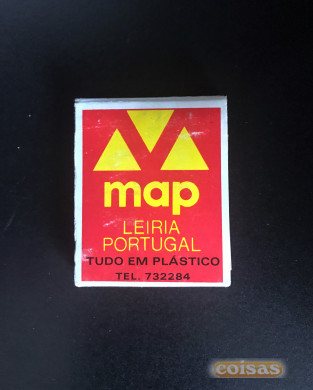 map
LEIRIA
PORTUGAL
TUDO EM PLÁSTICO
TEL. 732284
coisas